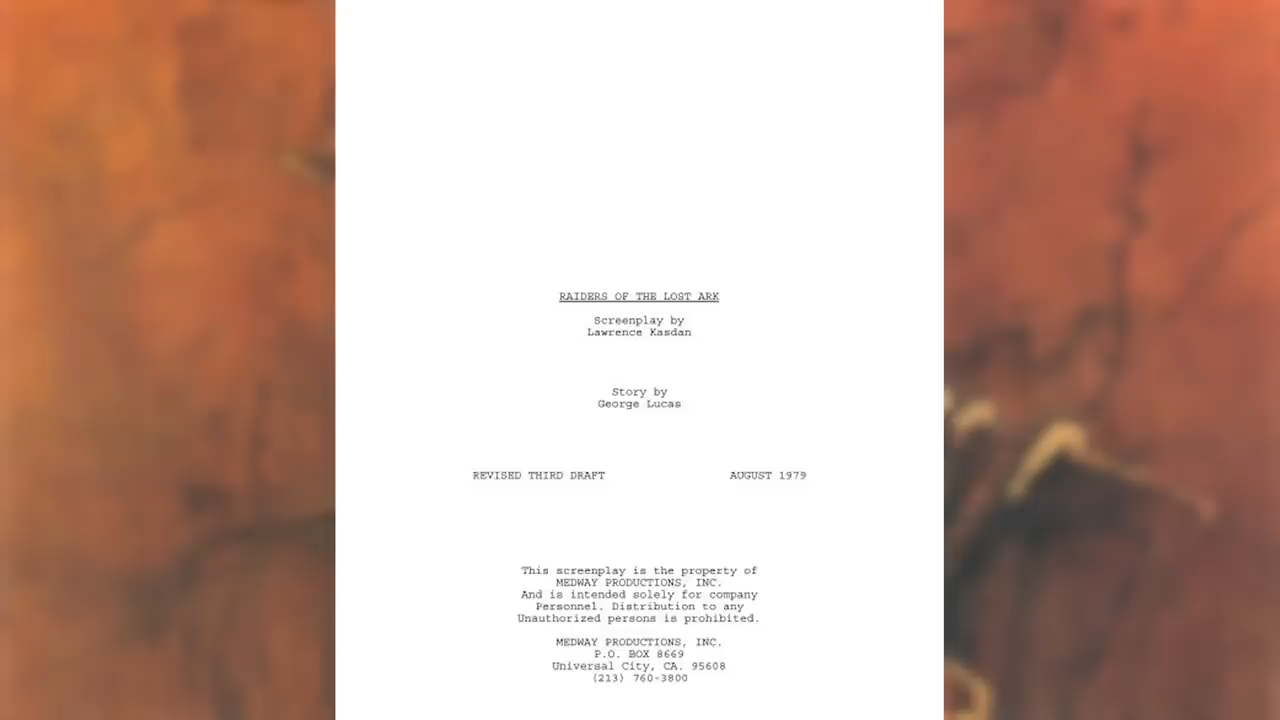 RAIDERS OF THE LOST ARK
Screenplay by
Lawrence Kasdan
Story by
George Lucas
REVISED THIRD DRAFT AUGUST 1979
This screenplay is the property of
MEDWAY PRODUCTIONS, INC.
And is intended solely for company
Personnel. Distribution to any
Unauthorized persons is prohibited.
MEDWAY PRODUCTIONS, INC.
P.O. BOX 8669
Universal City, CA. 95608
(213) 760-3800